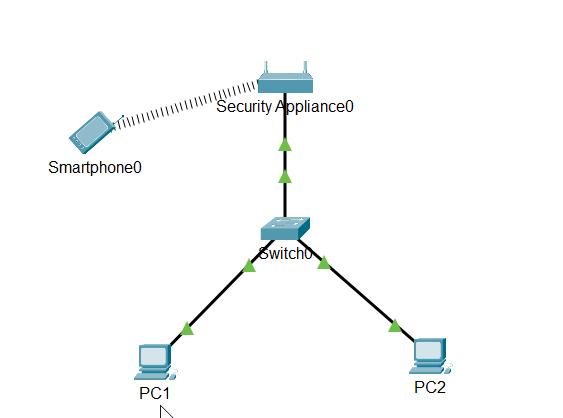 Security Appliance0
Smartphone0
Switch0
PC1
PC2